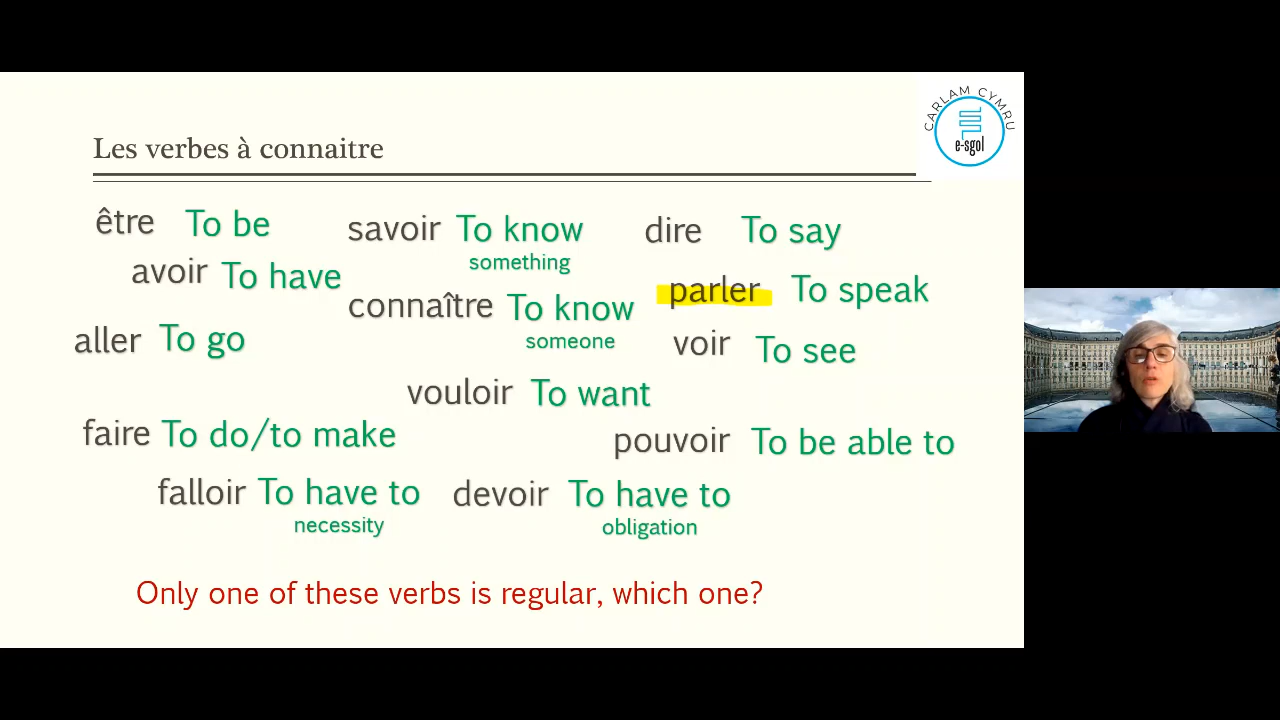 CARLAM CYMRU
e-sgol
Les verbes à connaitre
être To be
savoir To know
something
dire To say
avoir To have
connaître To know
someone
parler To speak
aller To go
voir To see
vouloir To want
faire To do/to make
pouvoir To be able to
falloir To have to
necessity
devoir To have to
obligation
Only one of these verbs is regular, which one?